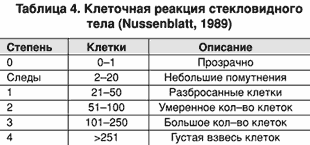 Таблица 4. Клеточная реакция стекловидного
тела (Nussenblatt, 1989)
Степень Клетки Описание
0 0–1 Прозрачно
Следы 2–20 Небольшие помутнения
1 21–50 Разбросанные клетки
2 51–100 Умеренное кол–во клеток
3 101–250 Большое кол–во клеток
4 >251 Густая взвесь клеток